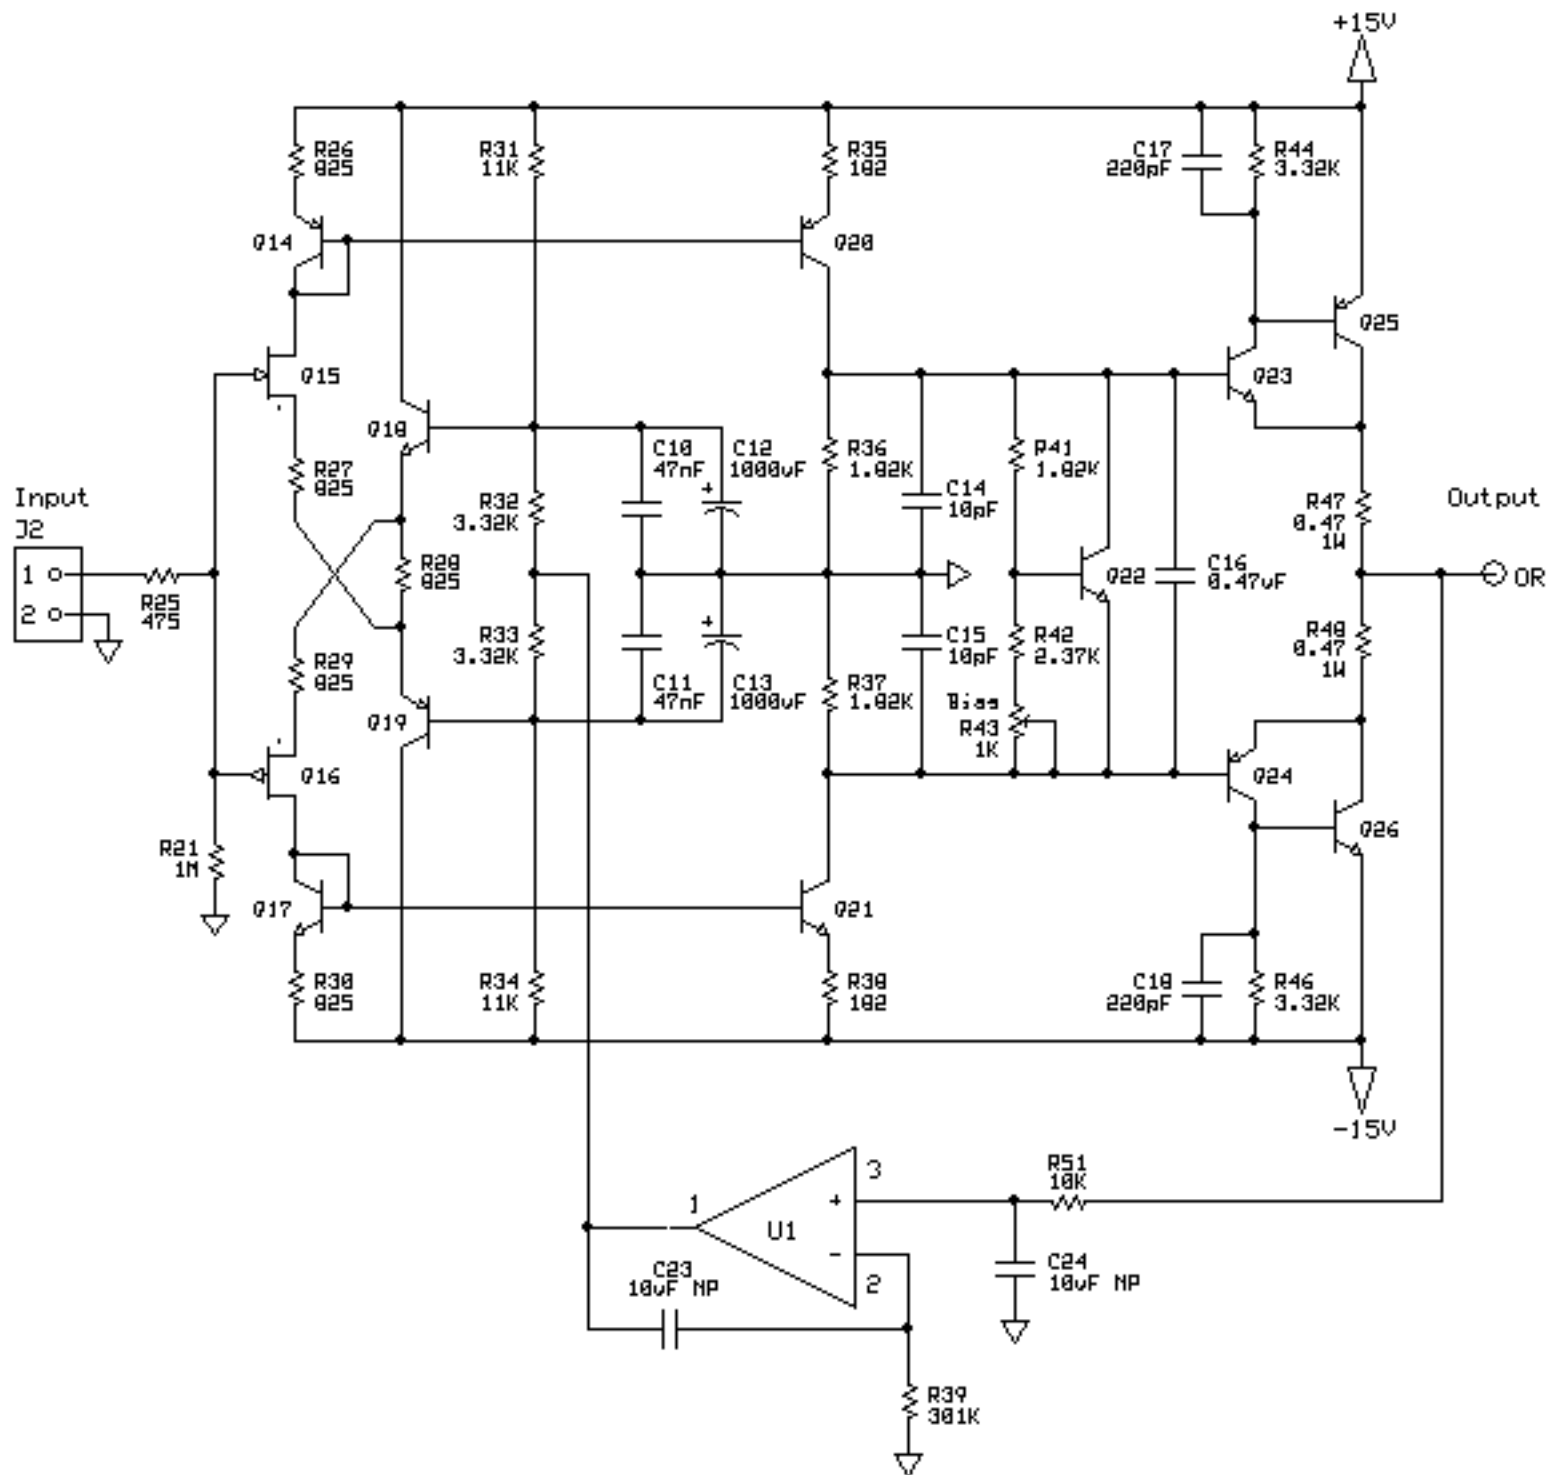 +15V
R26
825
R31
11K
R35
182
C17
220pF
R44
3.32K
Q14
Q20
Q25
Q15
Q23
Q18
C10
47nF
C12
1000uF
+
R36
1.82K
R41
1.82K
R27
825
Input
J2
R32
3.32K
C14
10pF
R47
0.47
1W
Output
1
R28
825
Q22
C16
0.47uF
OR
2
R25
475
R33
3.32K
+
C15
10pF
R42
2.37K
R48
0.47
1W
R29
825
C11
47nF
C13
1000uF
R37
1.82K
Bias
R43
1K
Q19
Q16
Q24
Q26
R21
1M
Q17
Q21
R30
825
R34
11K
R38
182
C18
220pF
R46
3.32K
-15V
R51
10K
3
1
+
U1
-
2
C23
10uF NP
C24
10uF NP
R39
301K